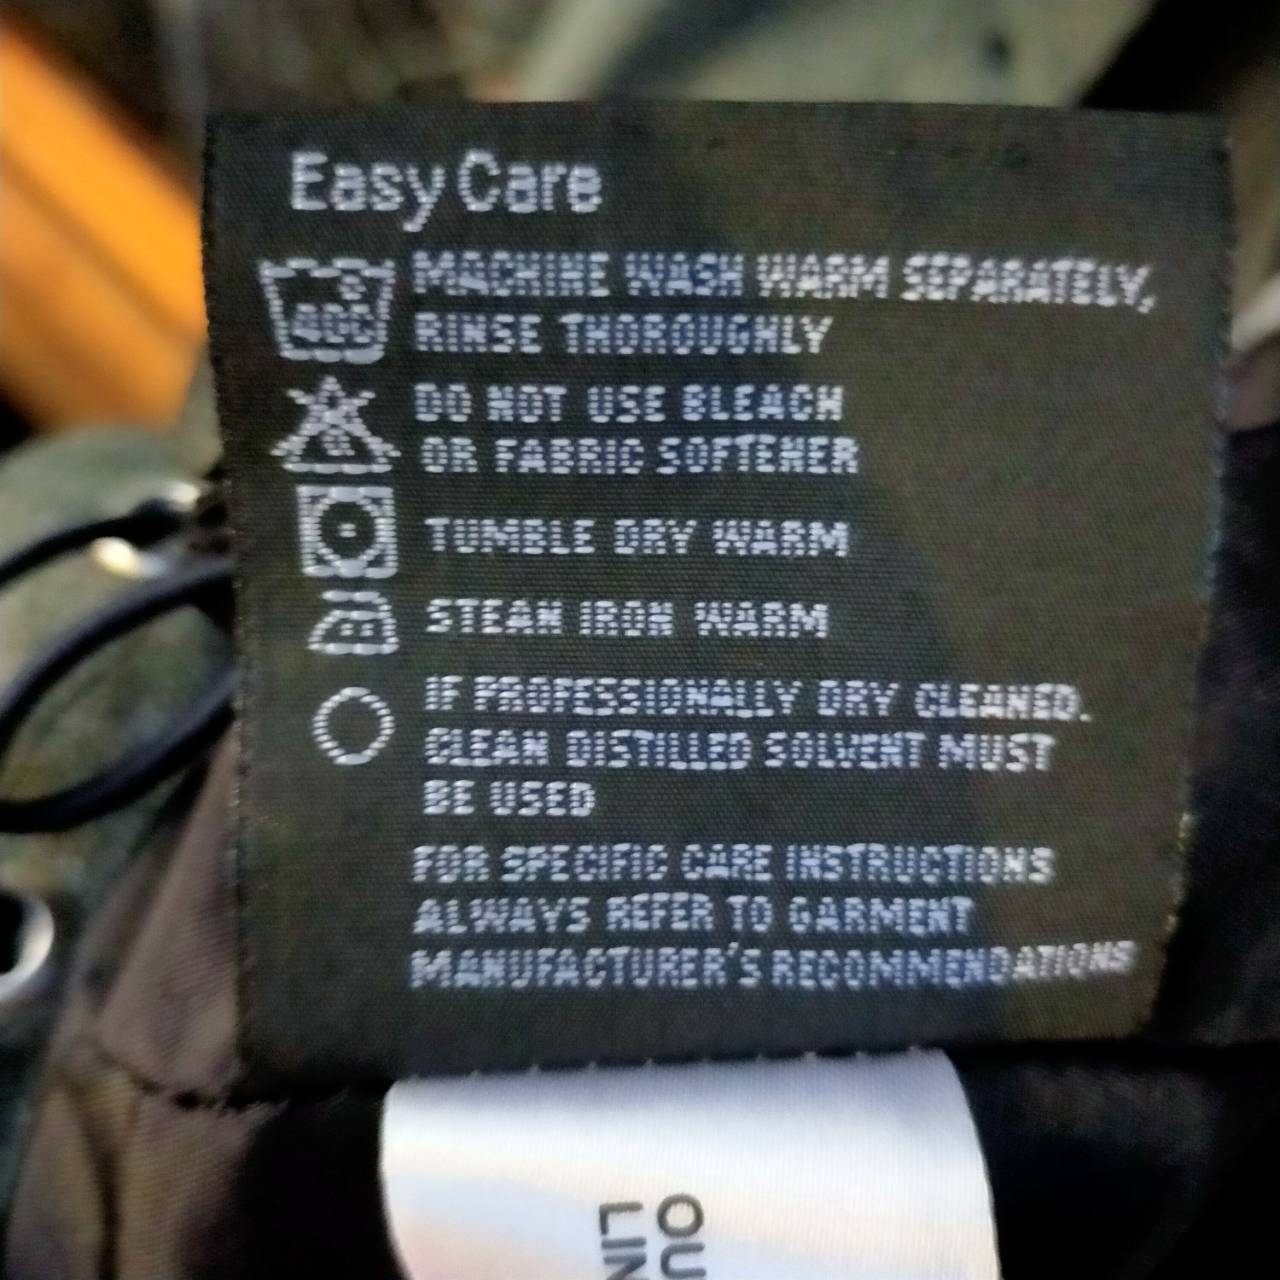 Easy Care
40C
MACHINE WASH WARM SEPARATELY,
RINSE THOROUGHLY
DO NOT USE BLEACH
OR FABRIC SOFTENER
TUMBLE DRY WARM
STEAM IRON WARM
IF PROFESSIONALLY DRY CLEANED.
CLEAN DISTILLED SOLVENT MUST
BE USED
FOR SPECIFIC CARE INSTRUCTIONS
ALWAYS REFER TO GARMENT
MANUFACTURER'S RECOMMENDATIONS
OU
LIN